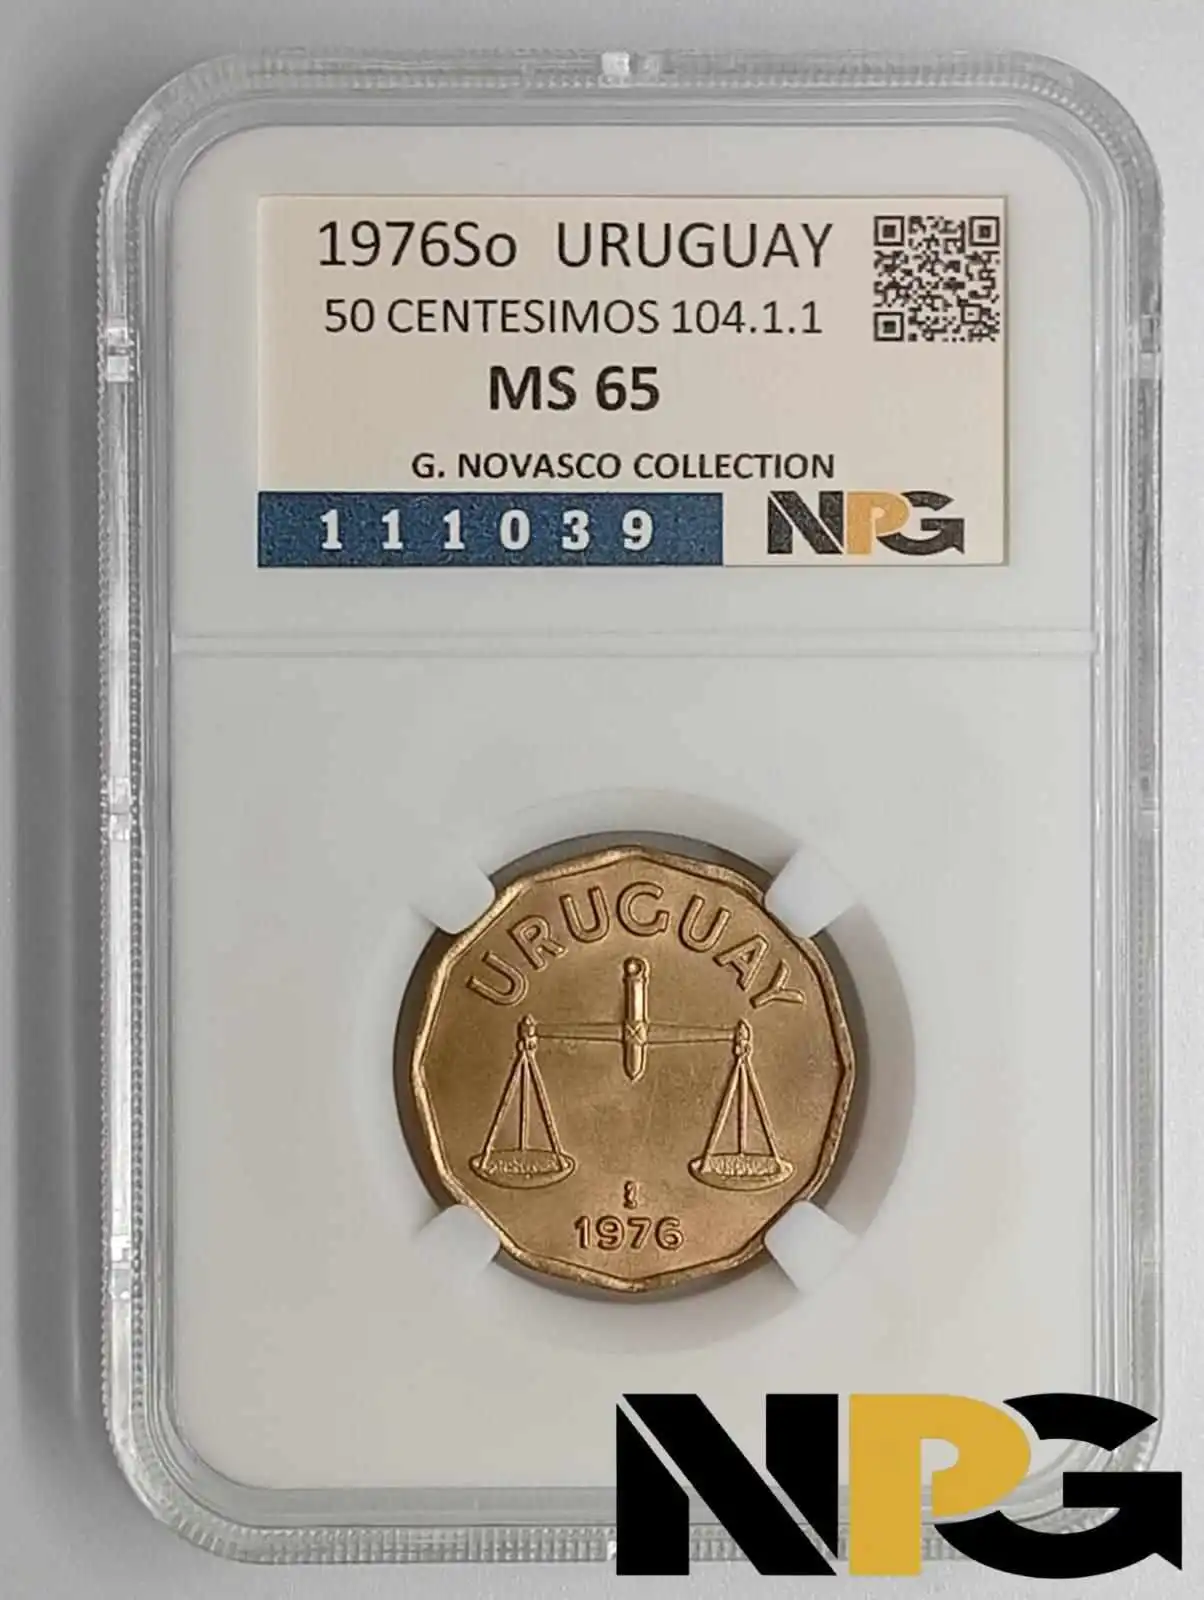 1976So URUGUAY
50 CENTESIMOS 104.1.1
MS 65
G. NOVASCO COLLECTION
111039 NPG
URUGUAY
1976
NPG